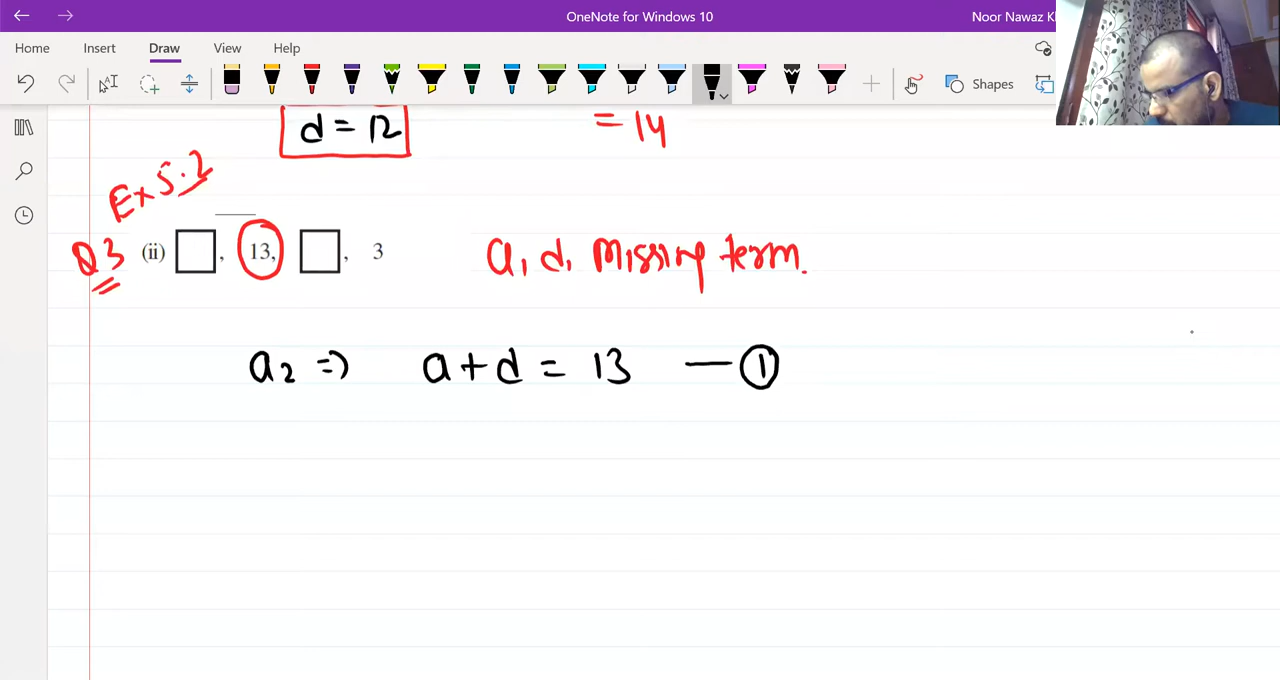 OneNote for Windows 10
Noor Nawaz Kh
Home Insert Draw View Help
Shapes
d = 12
= 14
Ex 5.2
Q3 (ii) □, 13, □, 3
a, d, Missing term.
a₂ ⇒ a + d = 13 — ①